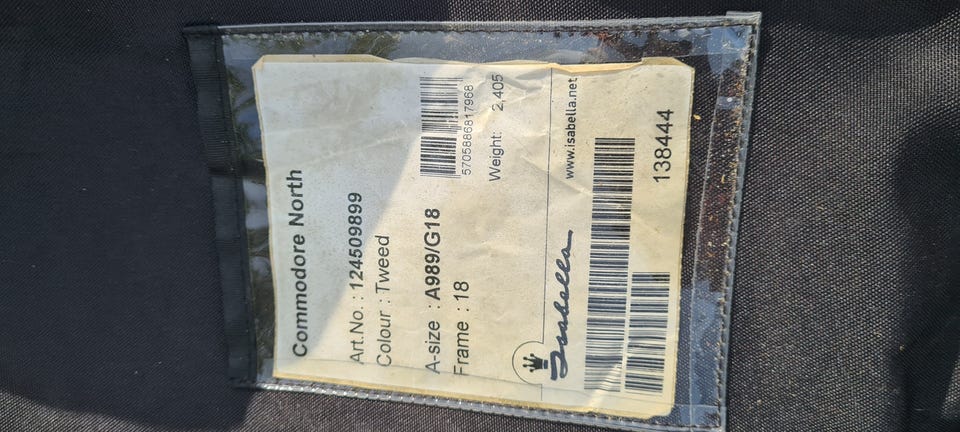 Commodore North
Art.No. : 124509899
Colour : Tweed
A-size : A989/G18
Frame : 18
5705886817968
Weight: 2,405
Isabella
www.isabella.net
138444